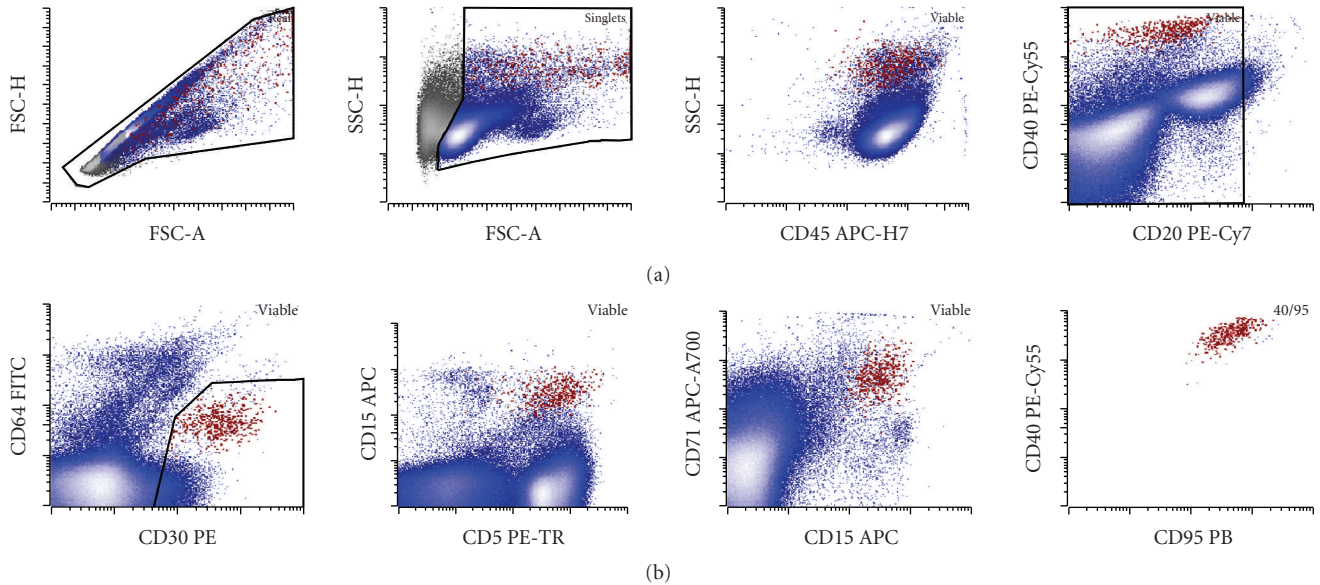 Real
FSC-H
FSC-A
Singlets
SSC-H
FSC-A
Viable
SSC-H
CD45 APC-H7
Viable
CD40 PE-Cy55
CD20 PE-Cy7
(a)
Viable
CD64 FITC
CD30 PE
Viable
CD15 APC
CD5 PE-TR
Viable
CD71 APC-A700
CD15 APC
40/95
CD40 PE-Cy55
CD95 PB
(b)